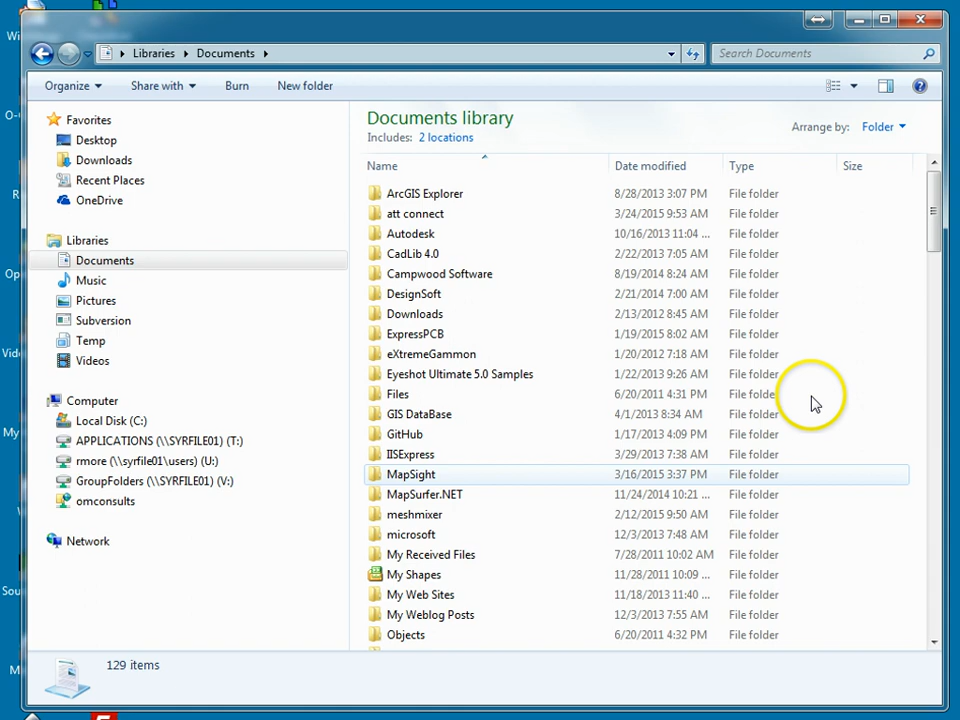 Libraries Documents
Search Documents
Organize Share with Burn New folder
Favorites
Desktop
Downloads
Recent Places
OneDrive
Libraries
Documents
Music
Pictures
Subversion
Temp
Videos
Computer
Local Disk (C:)
APPLICATIONS (\\SYRFILE01) (T:)
rmore (\\syrfile01\users) (U:)
GroupFolders (\\SYRFILE01) (V:)
omconsults
Network
Documents library
Includes: 2 locations
Arrange by: Folder
Name Date modified Type Size
ArcGIS Explorer 8/28/2013 3:07 PM File folder
att connect 3/24/2015 9:53 AM File folder
Autodesk 10/16/2013 11:04 ... File folder
CadLib 4.0 2/22/2013 7:05 AM File folder
Campwood Software 8/19/2014 8:24 AM File folder
DesignSoft 2/21/2014 7:00 AM File folder
Downloads 2/13/2012 8:45 AM File folder
ExpressPCB 1/19/2015 8:02 AM File folder
eXtremeGammon 1/20/2012 7:18 AM File folder
Eyeshot Ultimate 5.0 Samples 1/22/2013 9:26 AM File folder
Files 6/20/2011 4:31 PM File folder
GIS DataBase 4/1/2013 8:34 AM File folder
GitHub 1/17/2013 4:09 PM File folder
IISExpress 3/29/2013 7:38 AM File folder
MapSight 3/16/2015 3:37 PM File folder
MapSurfer.NET 11/24/2014 10:21 ... File folder
meshmixer 2/12/2015 9:50 AM File folder
microsoft 12/3/2013 7:48 AM File folder
My Received Files 7/28/2011 10:02 AM File folder
My Shapes 11/28/2011 10:09 ... File folder
My Web Sites 11/18/2013 11:40 ... File folder
My Weblog Posts 12/3/2013 7:55 AM File folder
Objects 6/20/2011 4:32 PM File folder
129 items